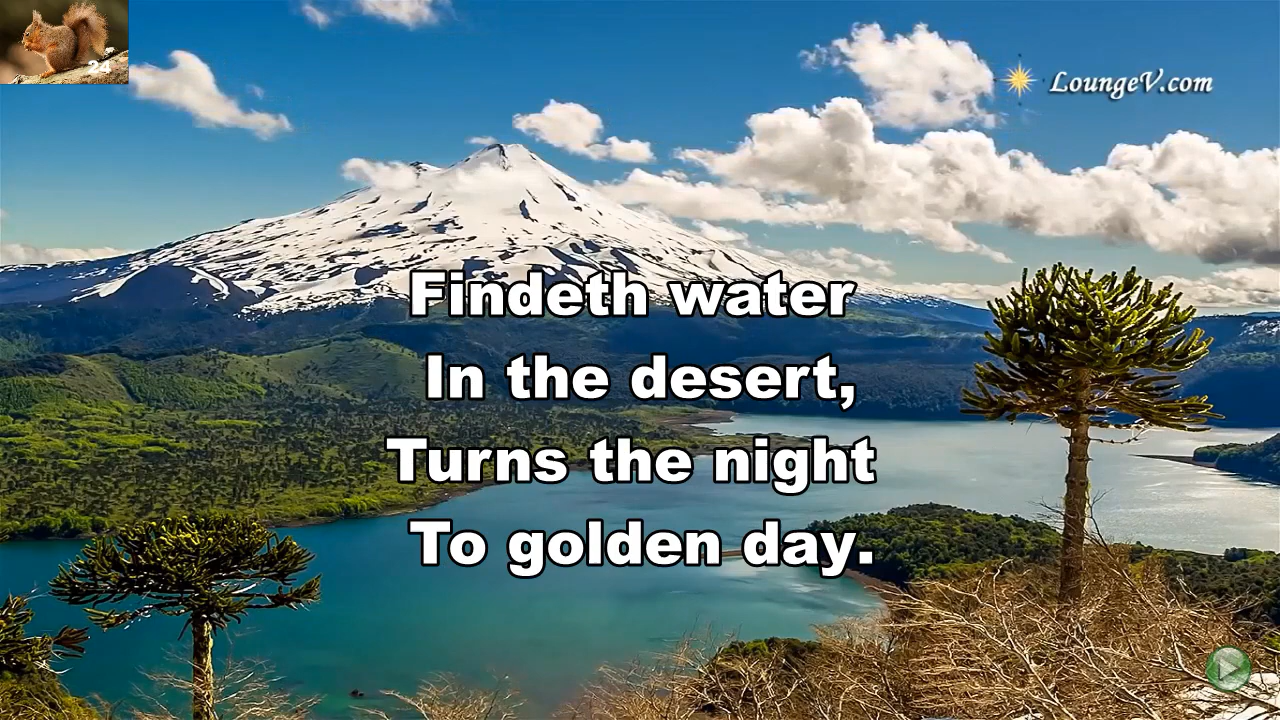 24
LoungeV.com
Findeth water
In the desert,
Turns the night
To golden day.